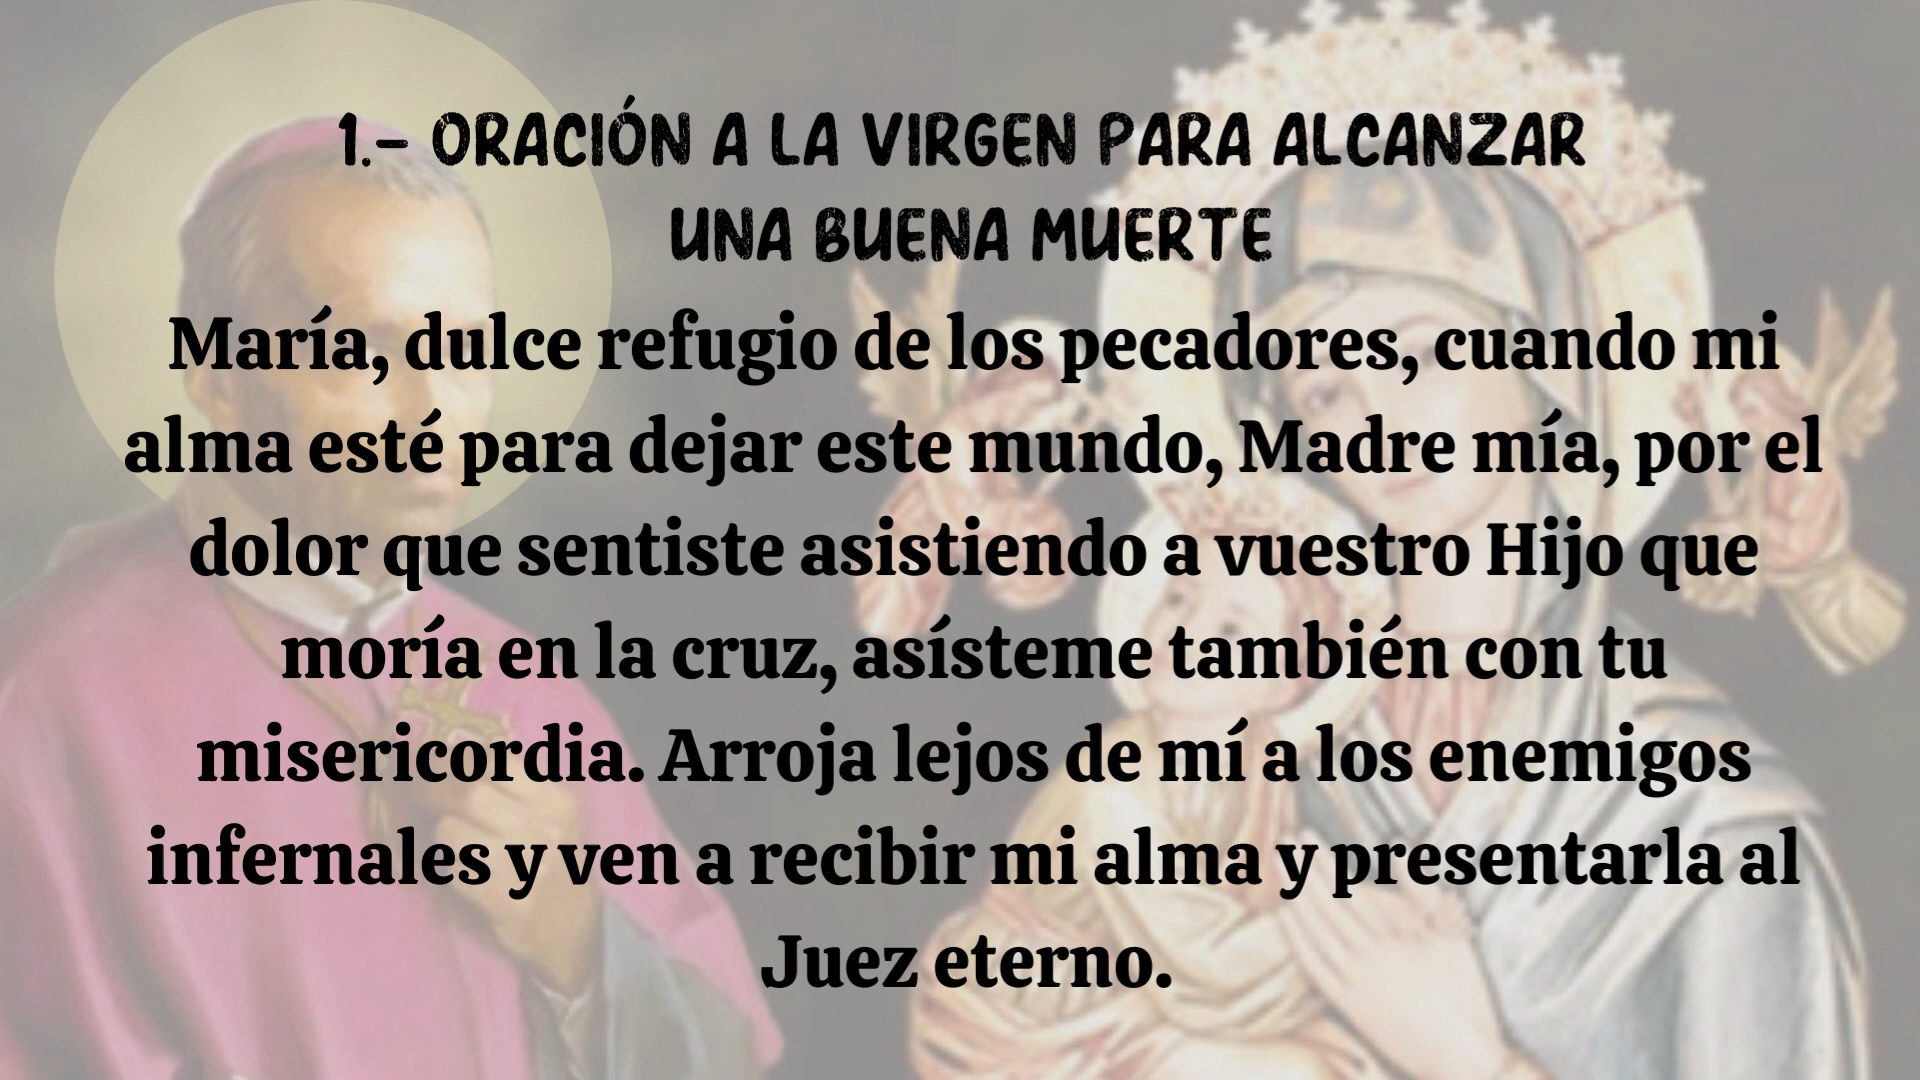 1.- ORACIÓN A LA VIRGEN PARA ALCANZAR
UNA BUENA MUERTE
María, dulce refugio de los pecadores, cuando mi
alma esté para dejar este mundo, Madre mía, por el
dolor que sentiste asistiendo a vuestro Hijo que
moría en la cruz, asísteme también con tu
misericordia. Arroja lejos de mí a los enemigos
infernales y ven a recibir mi alma y presentarla al
Juez eterno.